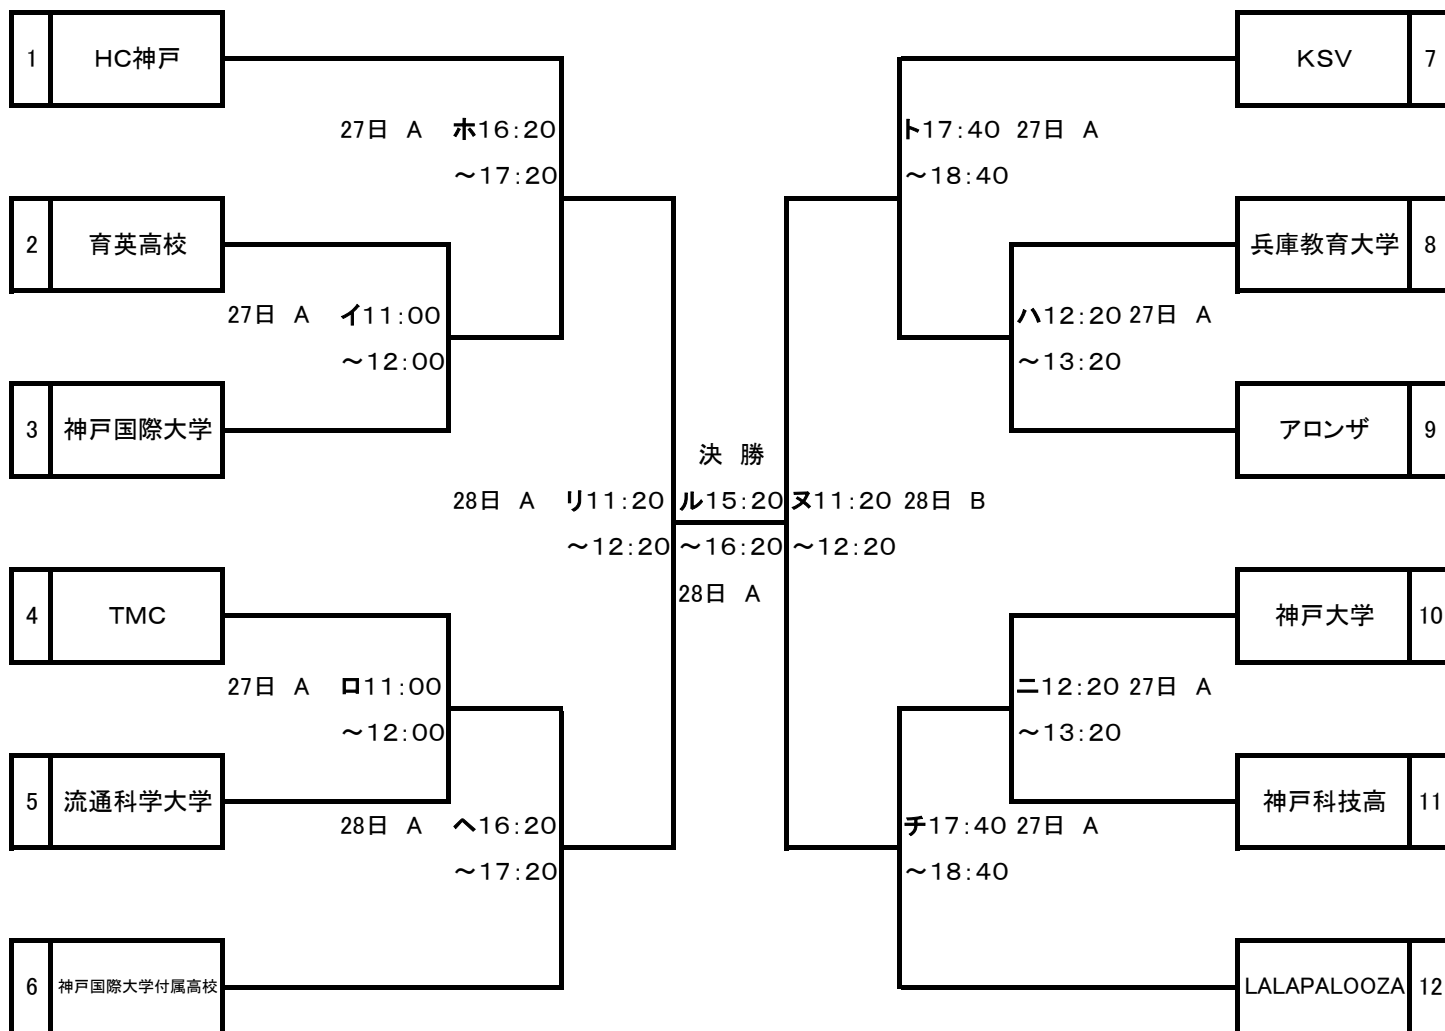 1 HC神戸
KSV 7
27日 A ホ16:20
～17:20
ト17:40 27日 A
～18:40
2 育英高校
兵庫教育大学 8
27日 A イ11:00
～12:00
ハ12:20 27日 A
～13:20
3 神戸国際大学
アロンザ 9
決 勝
28日 A リ11:20
～12:20
ル15:20
～16:20
28日 A
ヌ11:20 28日 B
～12:20
4 TMC
神戸大学 10
27日 A ロ11:00
～12:00
ニ12:20 27日 A
～13:20
5 流通科学大学
神戸科技高 11
28日 A ヘ16:20
～17:20
チ17:40 27日 A
～18:40
6 神戸国際大学付属高校
LALAPALOOZA 12